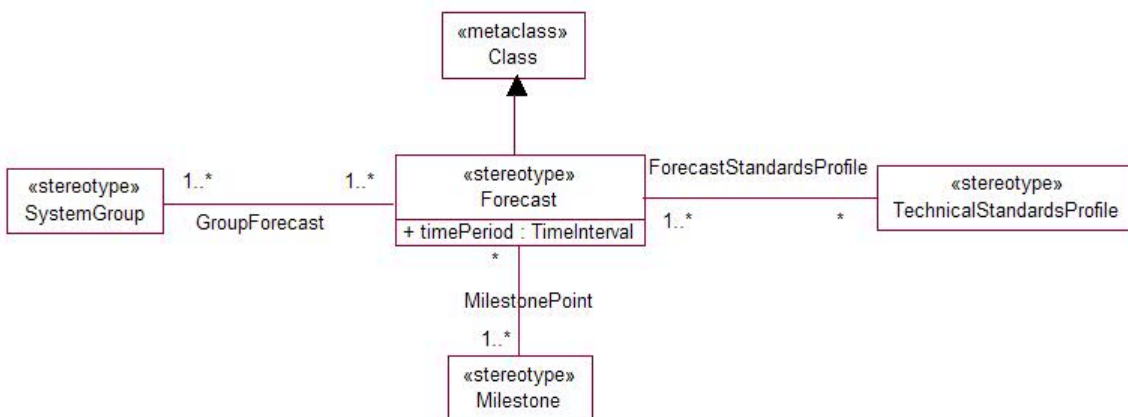 «metaclass»
Class
«stereotype»
SystemGroup
1..*
1..*
GroupForecast
«stereotype»
Forecast
+ timePeriod : TimeInterval
ForecastStandardsProfile
1..*
*
«stereotype»
TechnicalStandardsProfile
*
MilestonePoint
1..*
«stereotype»
Milestone